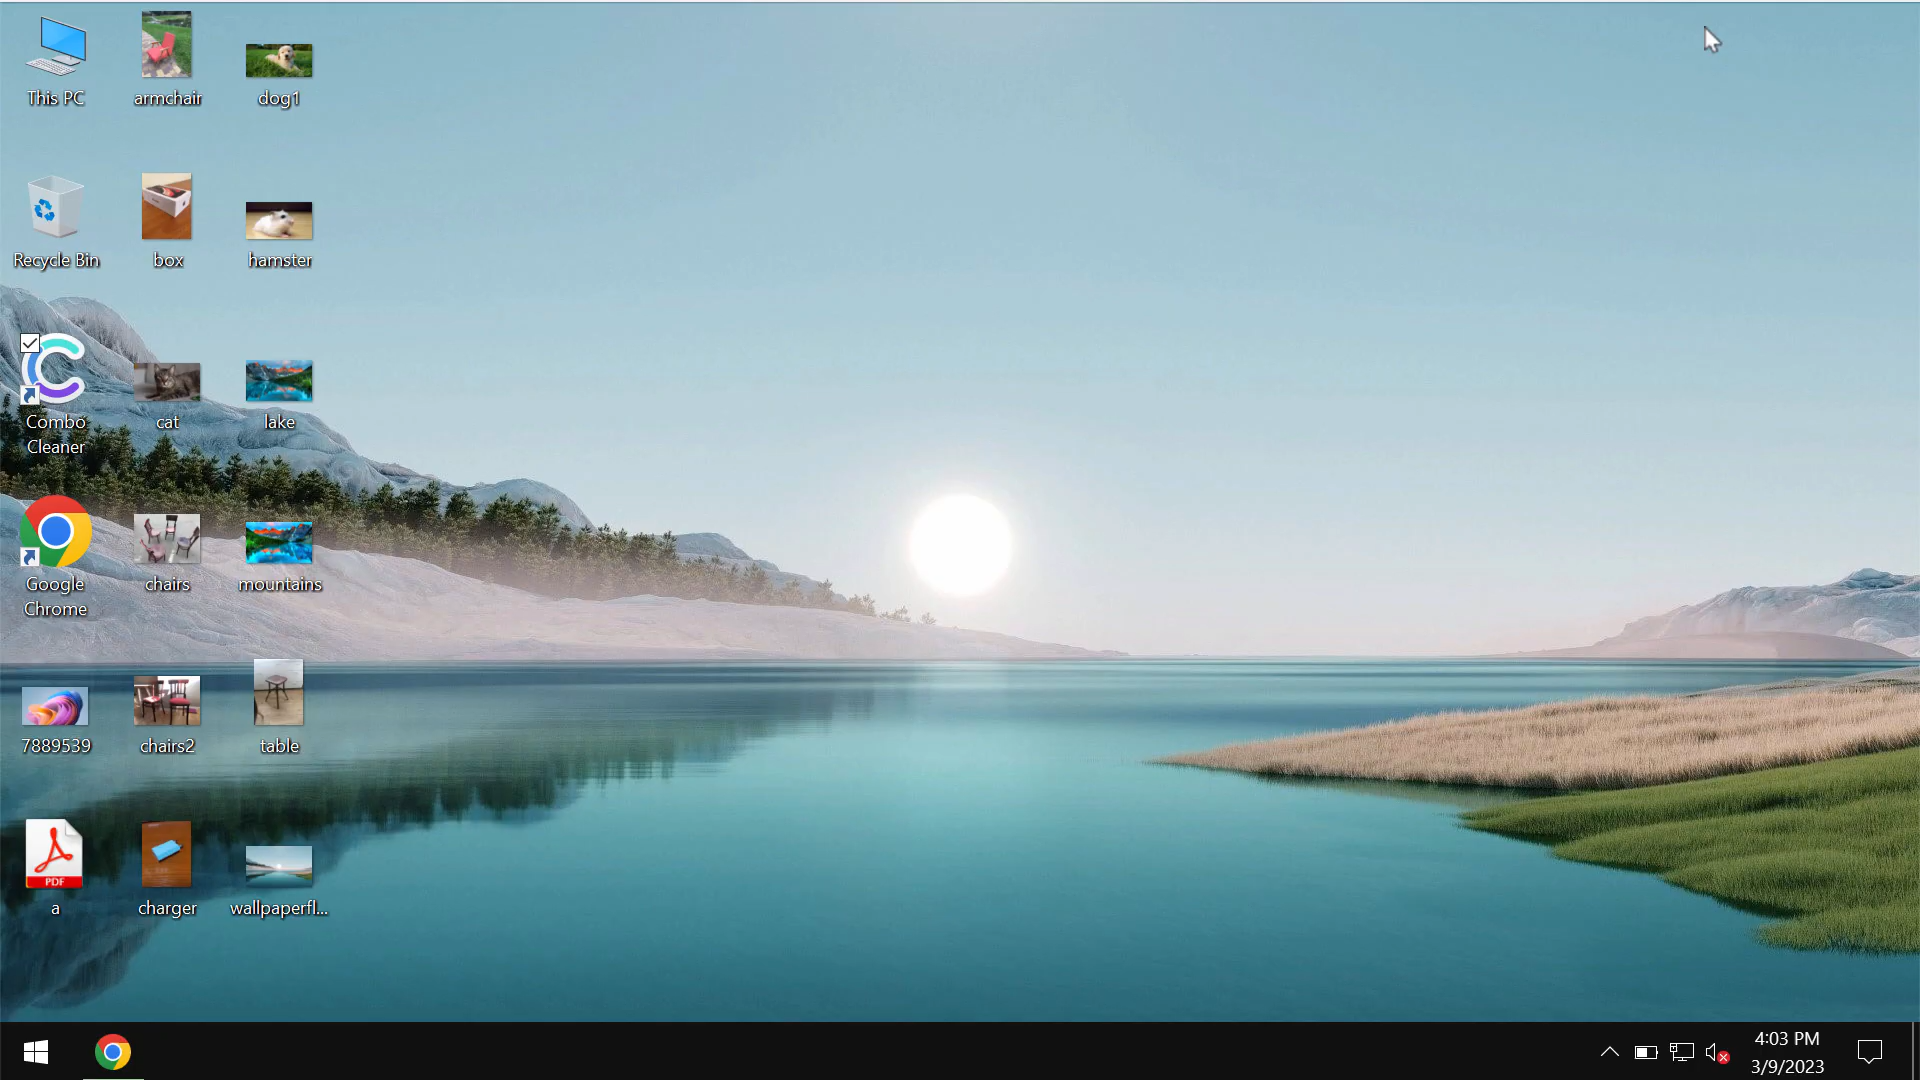 This PC
armchair
dog1
Recycle Bin
box
hamster
Combo
Cleaner
cat
lake
Google
Chrome
chairs
mountains
7889539
chairs2
table
PDF
a
charger
wallpaperfl...
4:03 PM
3/9/2023